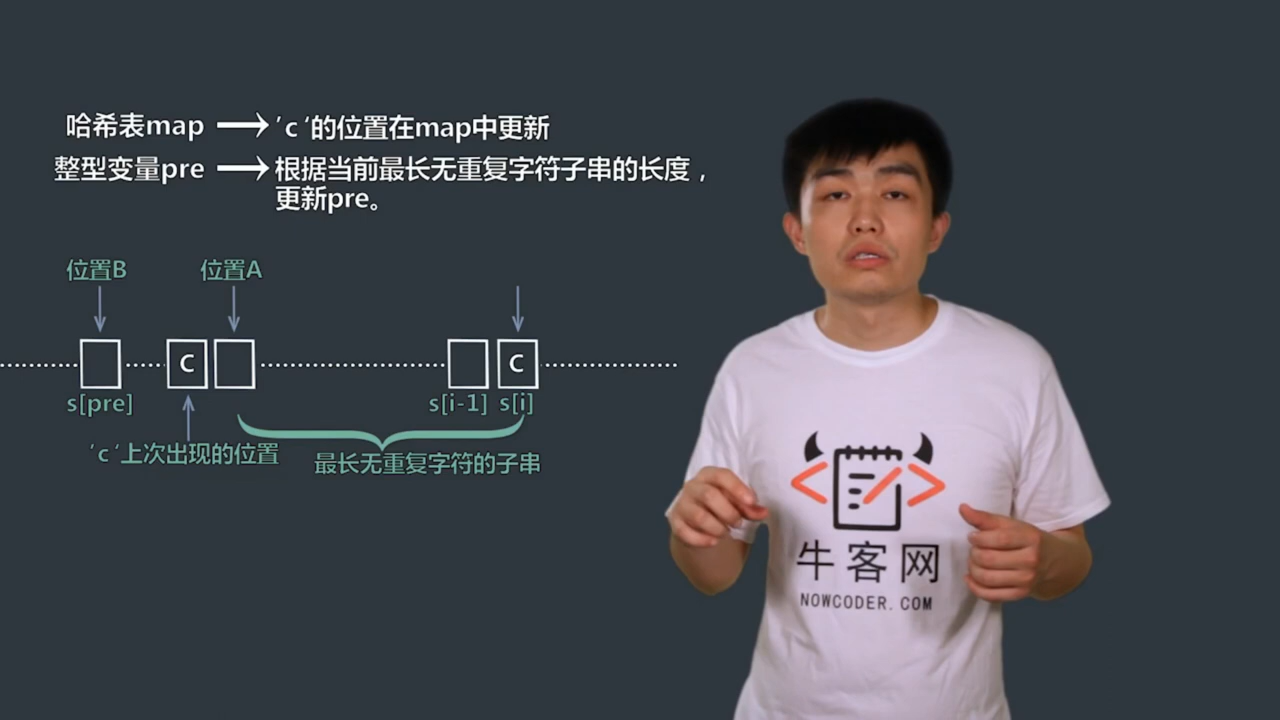 哈希表map → ’c ‘的位置在map中更新
整型变量pre → 根据当前最长无重复字符子串的长度，
更新pre。
位置B 位置A
C C
s[pre] s[i-1] s[i]
‘c‘上次出现的位置
最长无重复字符的子串
牛客网
NOWCODER.COM